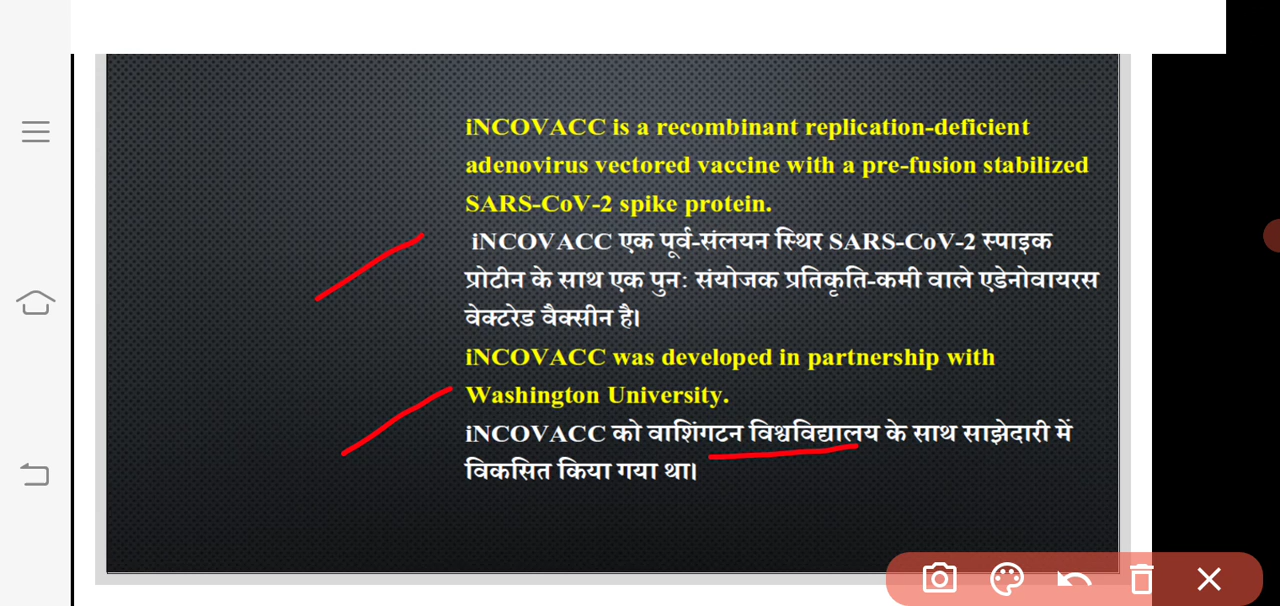 iNCOVACC is a recombinant replication-deficient
adenovirus vectored vaccine with a pre-fusion stabilized
SARS-CoV-2 spike protein.
iNCOVACC एक पूर्व-संलयन स्थिर SARS-CoV-2 स्पाइक
प्रोटीन के साथ एक पुन: संयोजक प्रतिकृति-कमी वाले एडेनोवायरस
वेक्टरेड वैक्सीन है।
iNCOVACC was developed in partnership with
Washington University.
iNCOVACC को वाशिंगटन विश्वविद्यालय के साथ साझेदारी में
विकसित किया गया था।